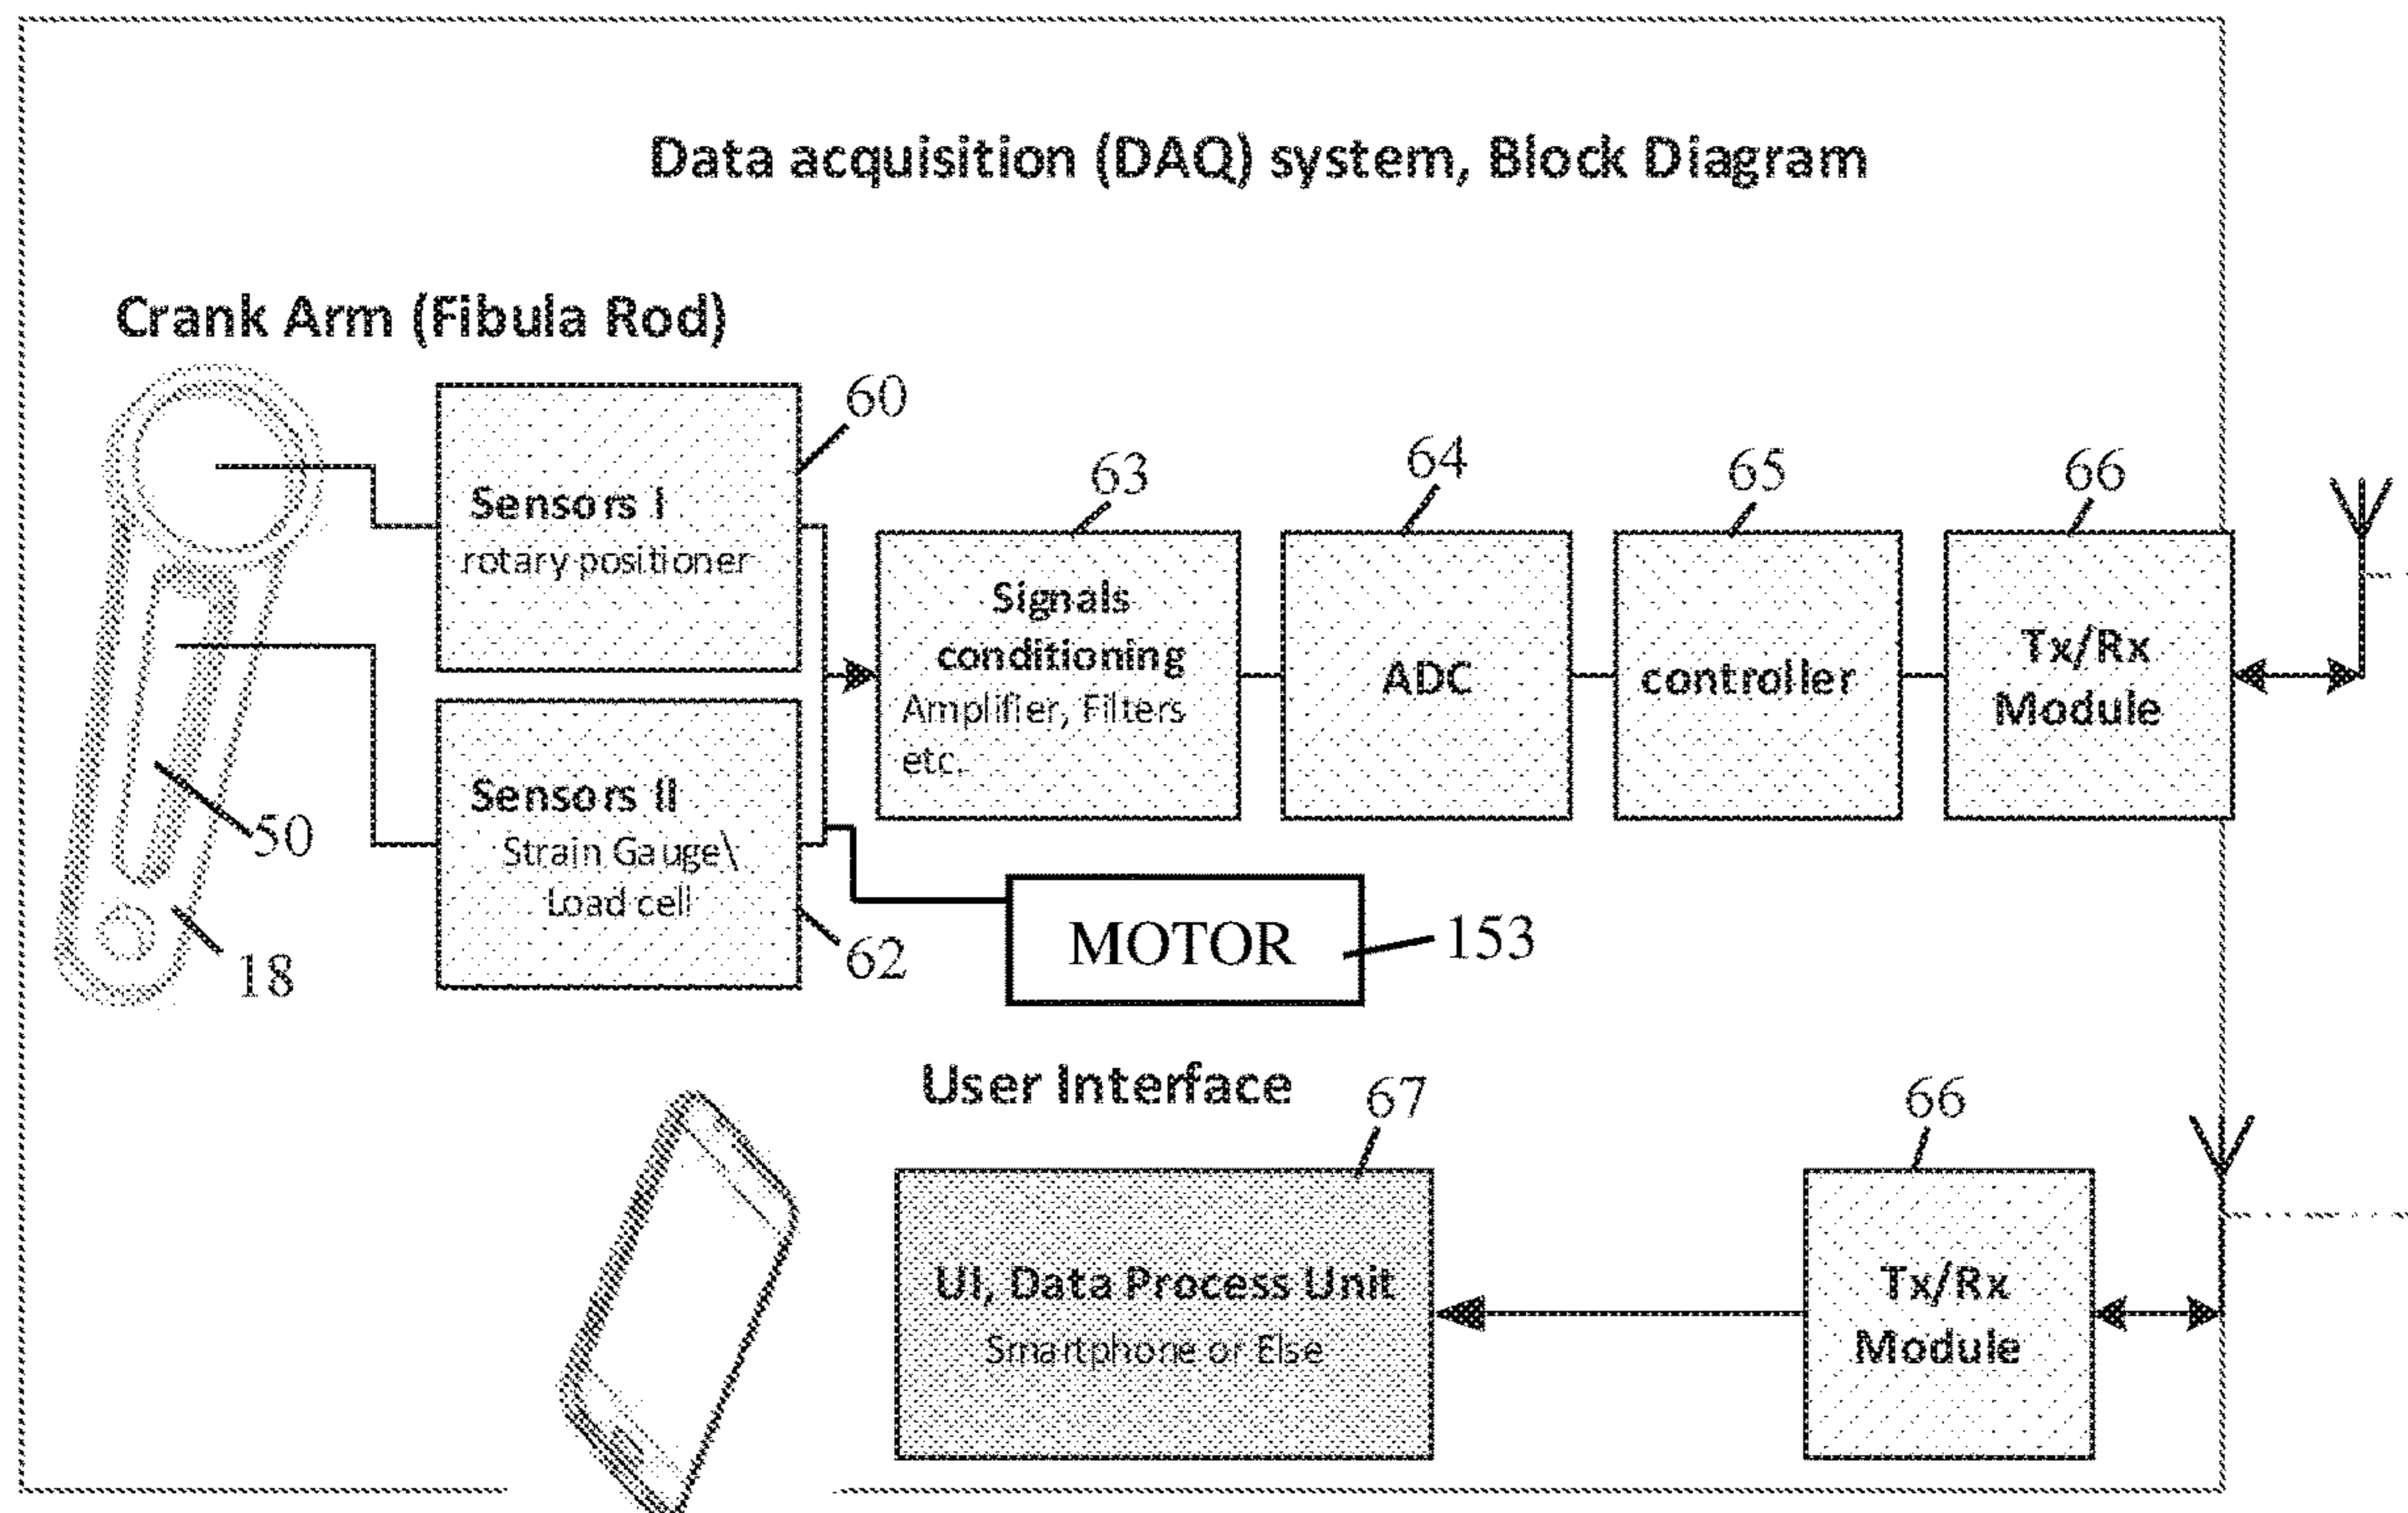 Data acquisition (DAQ) system, Block Diagram
Crank Arm (Fibula Rod)
60
Sensors I
rotary positioner
63
64
65
66
Signals
conditioning
Amplifier, Filters
etc.
ADC
controller
Tx/Rx
Module
50
18
Sensors II
Strain Gauge\
Load cell
62
MOTOR
153
User Interface
67
66
UI, Data Process Unit
Smartphone or Else
Tx/Rx
Module